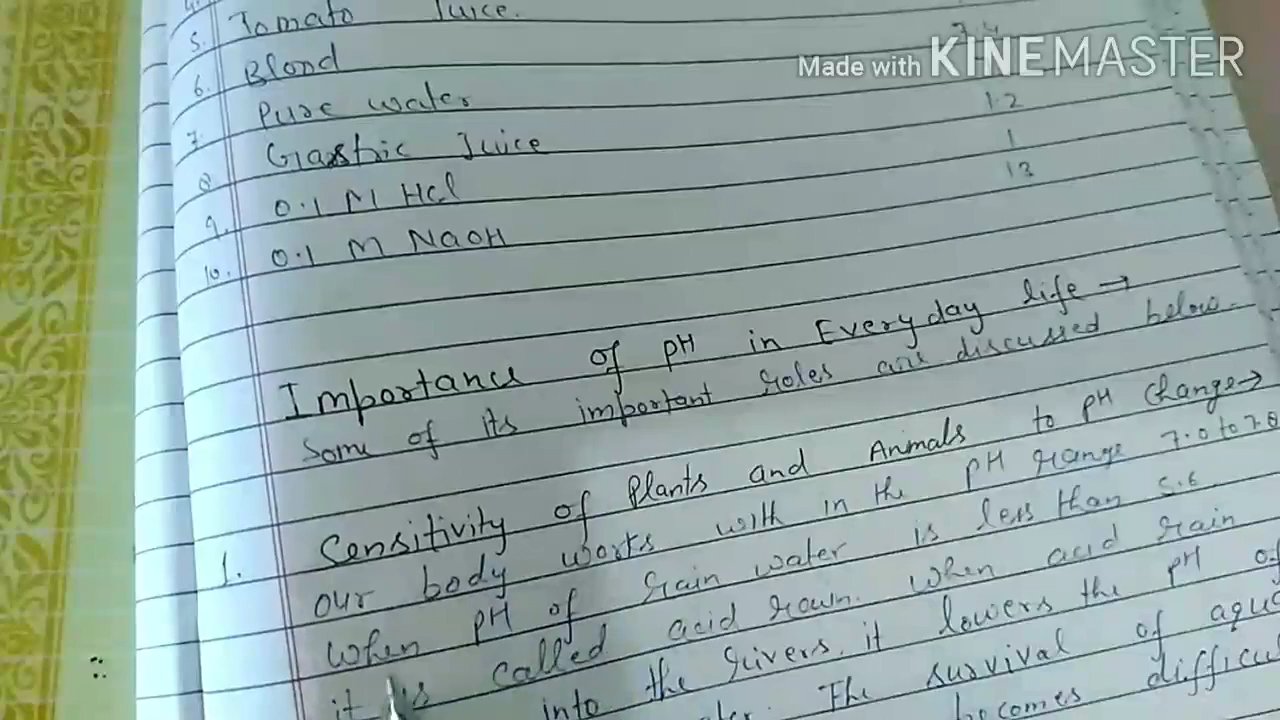 5. Tomato Juice.
6. Blood 7.4
7. Pure water
8 Gastric Juice 1.2
9. 0.1 M HCl 1
10. 0.1 M NaOH 13
Made with KINEMASTER
Importance of pH in Everyday life →
Some of its important roles are discussed below-
1. Sensitivity of Plants and Animals to pH Change→
our body works with in the pH range 7.0 to 7.8
When pH of rain water is less than 5.6
it is called acid rain. When acid rain
into the rivers. it lowers the pH of
The survival of aqua
becomes difficul